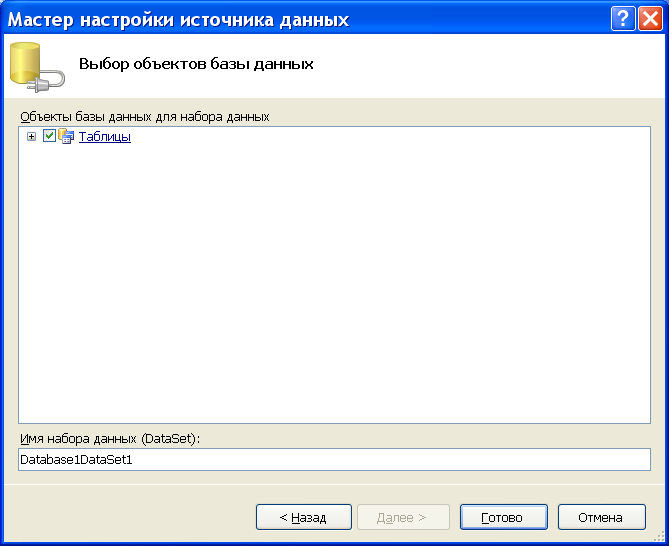 Мастер настройки источника данных
Выбор объектов базы данных
Объекты базы данных для набора данных
Таблицы
Имя набора данных (DataSet):
Database1DataSet1
< Назад
Далее >
Готово
Отмена